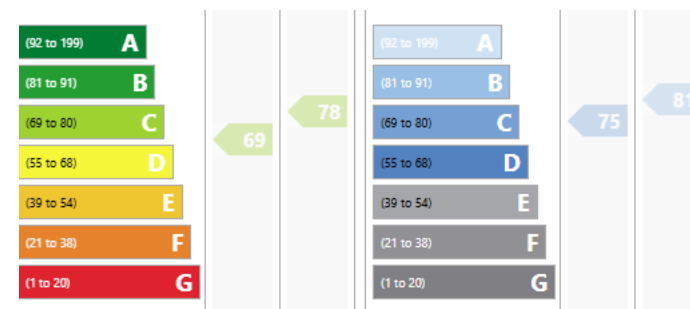 (92 to 199) A
(81 to 91) B
(69 to 80) C
(55 to 68) D
(39 to 54) E
(21 to 38) F
(1 to 20) G
69
78
(92 to 199) A
(81 to 91) B
(69 to 80) C
(55 to 68) D
(39 to 54) E
(21 to 38) F
(1 to 20) G
75
81